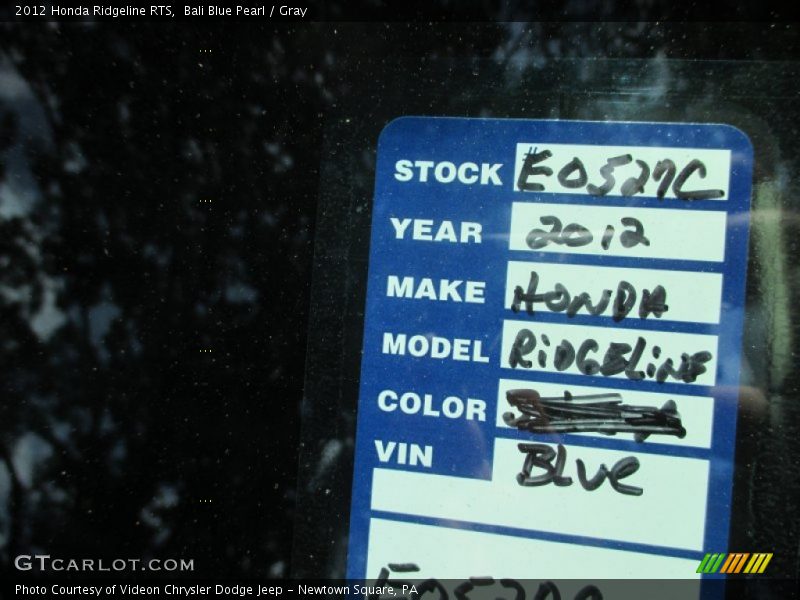 2012 Honda Ridgeline RTS, Bali Blue Pearl / Gray
STOCK #E0527C
YEAR 2012
MAKE HONDA
MODEL RiDGELiNE
COLOR
VIN BLUE
GTCARLOT.COM
Photo Courtesy of Videon Chrysler Dodge Jeep - Newtown Square, PA